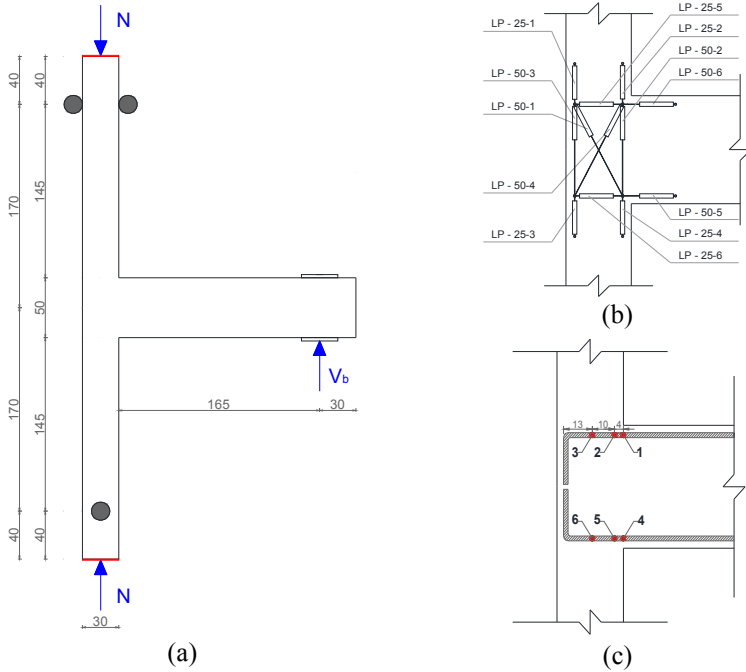 N
40
40
170
145
50
170
145
40
40
165
30
Vb
N
30
(a)
LP - 25-5
LP - 25-1
LP - 25-2
LP - 50-2
LP - 50-3
LP - 50-6
LP - 50-1
LP - 50-4
LP - 50-5
LP - 25-3
LP - 25-4
LP - 25-6
(b)
13 10 4
3 2 1
6 5 4
(c)